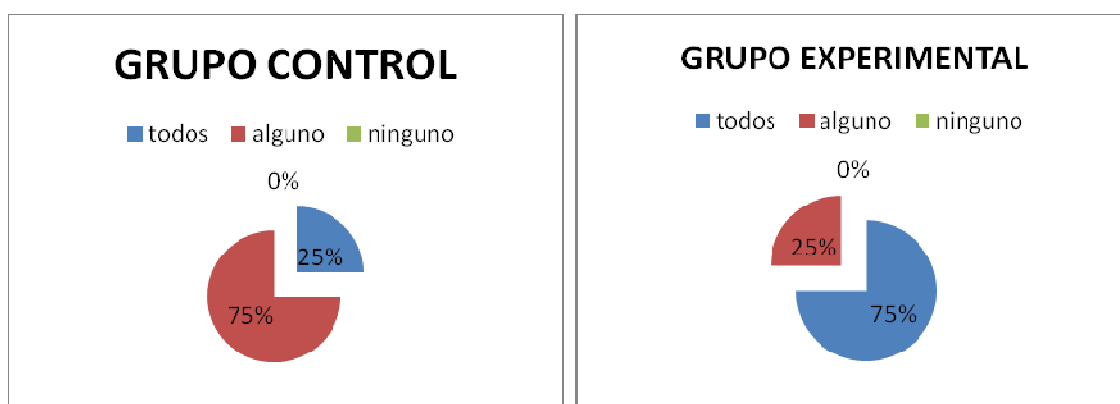 GRUPO CONTROL
todos alguno ninguno
0%
25%
75%
GRUPO EXPERIMENTAL
todos alguno ninguno
0%
25%
75%